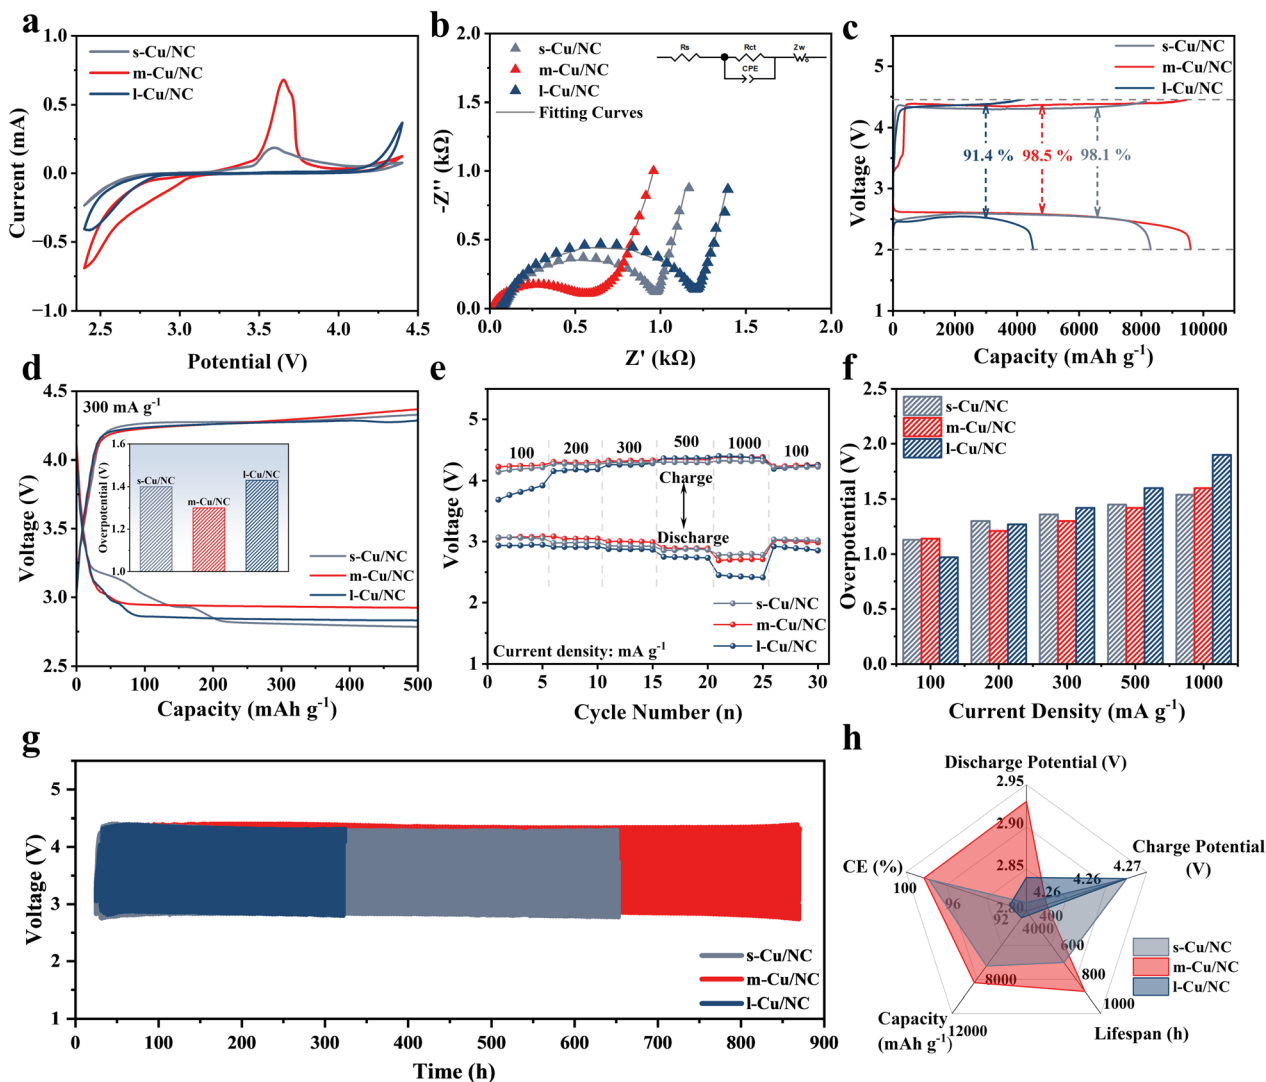 a
1.0
0.5
0.0
−0.5
−1.0
2.5
3.0
3.5
4.0
4.5
Current (mA)
Potential (V)
s-Cu/NC
m-Cu/NC
l-Cu/NC
b
2.0
1.5
1.0
0.5
0.0
0.0
0.5
1.0
1.5
2.0
-Z'' (kΩ)
Z' (kΩ)
s-Cu/NC
m-Cu/NC
l-Cu/NC
Fitting Curves
Rs
Rct
Zw
CPE
c
s-Cu/NC
m-Cu/NC
l-Cu/NC
5
4
3
2
1
0
2000
4000
6000
8000
10000
Voltage (V)
Capacity (mAh g-1)
91.4 %
98.5 %
98.1 %
d
300 mA g-1
4.5
4.0
3.5
3.0
2.5
0
100
200
300
400
500
Voltage (V)
Capacity (mAh g-1)
1.6
1.4
1.2
1.0
Overpotential (V)
s-Cu/NC
m-Cu/NC
l-Cu/NC
s-Cu/NC
m-Cu/NC
l-Cu/NC
e
5
4
3
2
1
0
5
10
15
20
25
30
Voltage (V)
Cycle Number (n)
100
200
300
500
1000
100
Charge
Discharge
s-Cu/NC
m-Cu/NC
l-Cu/NC
Current density: mA g-1
f
2.5
2.0
1.5
1.0
0.5
0.0
100
200
300
500
1000
Overpotential (V)
Current Density (mA g-1)
s-Cu/NC
m-Cu/NC
l-Cu/NC
g
5
4
3
2
1
0
100
200
300
400
500
600
700
800
900
Voltage (V)
Time (h)
s-Cu/NC
m-Cu/NC
l-Cu/NC
h
Discharge Potential (V)
2.95
2.90
2.85
2.80
Charge Potential
(V)
4.27
4.26
4.26
CE (%)
100
96
92
400
600
800
1000
Lifespan (h)
4000
8000
12000
Capacity
(mAh g-1)
s-Cu/NC
m-Cu/NC
l-Cu/NC